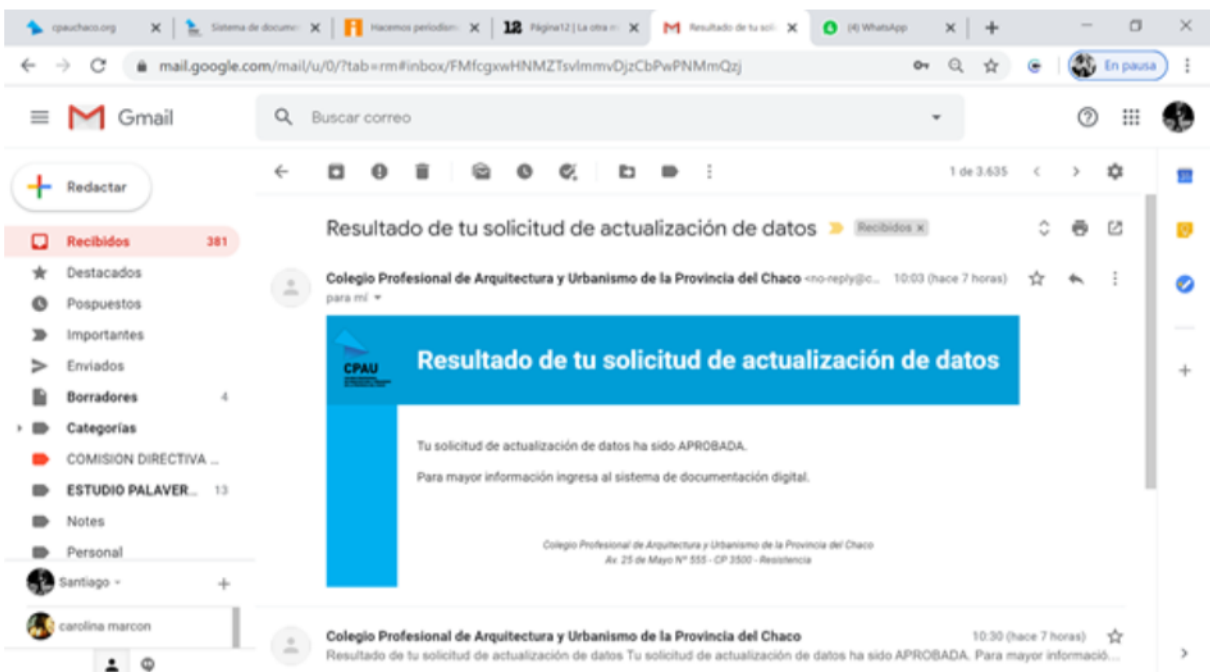 cpauchaco.org
Sistema de documen
Hacemos periodism
12 Página12 | La otra m
Resultado de tu soli
(4) WhatsApp
mail.google.com/mail/u/0/?tab=rm#inbox/
En pausa
Gmail
Buscar correo
Redactar
1 de 3.635
Recibidos 381
Destacados
Pospuestos
Importantes
Enviados
Borradores 4
Categorías
COMISION DIRECTIVA ...
ESTUDIO PALAVER... 13
Notes
Personal
Santiago
carolina marcon
Resultado de tu solicitud de actualización de datos Recibidos x
Colegio Profesional de Arquitectura y Urbanismo de la Provincia del Chaco <no-reply@c... 10:03 (hace 7 horas)
para mí
CPAU
Resultado de tu solicitud de actualización de datos
Tu solicitud de actualización de datos ha sido APROBADA.
Para mayor información ingresa al sistema de documentación digital.
Colegio Profesional de Arquitectura y Urbanismo de la Provincia del Chaco
Av. 25 de Mayo N° 555 - CP 3500 - Resistencia
Colegio Profesional de Arquitectura y Urbanismo de la Provincia del Chaco 10:30 (hace 7 horas)
Resultado de tu solicitud de actualización de datos Tu solicitud de actualización de datos ha sido APROBADA. Para mayor informació...